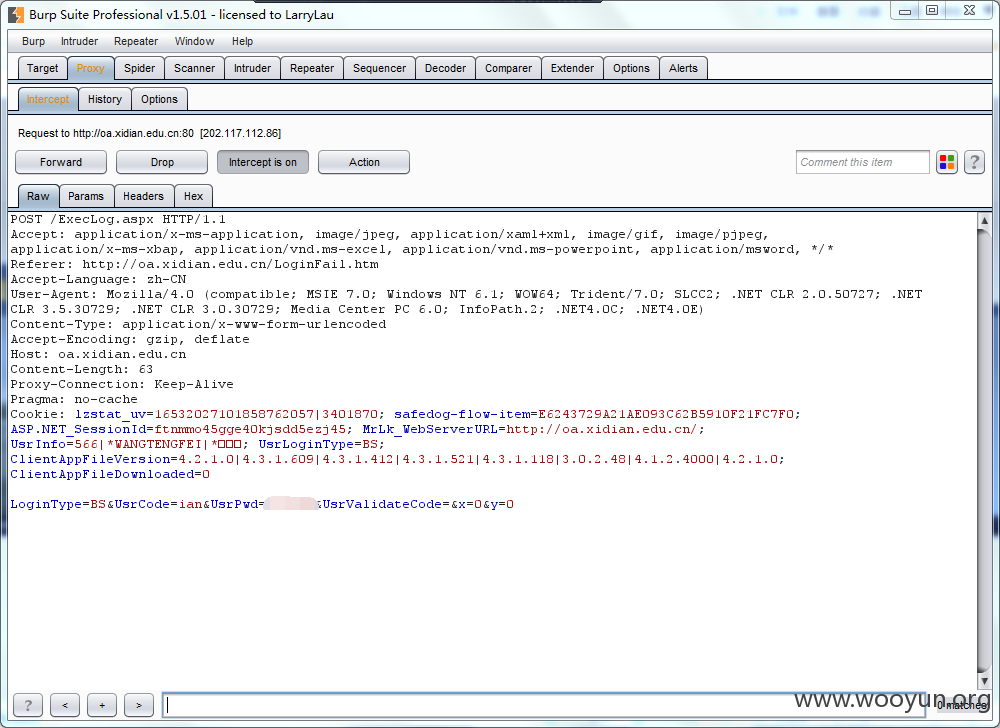 Burp Suite Professional v1.5.01 - licensed to LarryLau
Burp Intruder Repeater Window Help
Target Proxy Spider Scanner Intruder Repeater Sequencer Decoder Comparer Extender Options Alerts
Intercept History Options
Request to http://oa.xidian.edu.cn:80 [202.117.112.86]
Forward Drop Intercept is on Action Comment this item ?
Raw Params Headers Hex
POST /ExecLog.aspx HTTP/1.1
Accept: application/x-ms-application, image/jpeg, application/xaml+xml, image/gif, image/pjpeg,
application/x-ms-xbap, application/vnd.ms-excel, application/vnd.ms-powerpoint, application/msword, */*
Referer: http://oa.xidian.edu.cn/LoginFail.htm
Accept-Language: zh-CN
User-Agent: Mozilla/4.0 (compatible; MSIE 7.0; Windows NT 6.1; WOW64; Trident/7.0; SLCC2; .NET CLR 2.0.50727; .NET
CLR 3.5.30729; .NET CLR 3.0.30729; Media Center PC 6.0; InfoPath.2; .NET4.0C; .NET4.0E)
Content-Type: application/x-www-form-urlencoded
Accept-Encoding: gzip, deflate
Host: oa.xidian.edu.cn
Content-Length: 63
Proxy-Connection: Keep-Alive
Pragma: no-cache
Cookie: lzstat_uv=16532027101858762057|3401870; safedog-flow-item=E6243729A21AE093C62B5910F21FC7F0;
ASP.NET_SessionId=ftnmmo45gge40kjsdd5ezj45; MrLk_WebServerURL=http://oa.xidian.edu.cn/;
UsrInfo=566|*WANGTENGFEI|*□□□; UsrLoginType=BS;
ClientAppFileVersion=4.2.1.0|4.3.1.609|4.3.1.412|4.3.1.521|4.3.1.118|3.0.2.48|4.1.2.4000|4.2.1.0;
ClientAppFileDownloaded=0
LoginType=BS&UsrCode=ian&UsrPwd= &UsrValidateCode=&x=0&y=0
? < + > 0 matches
www.wooyun.org